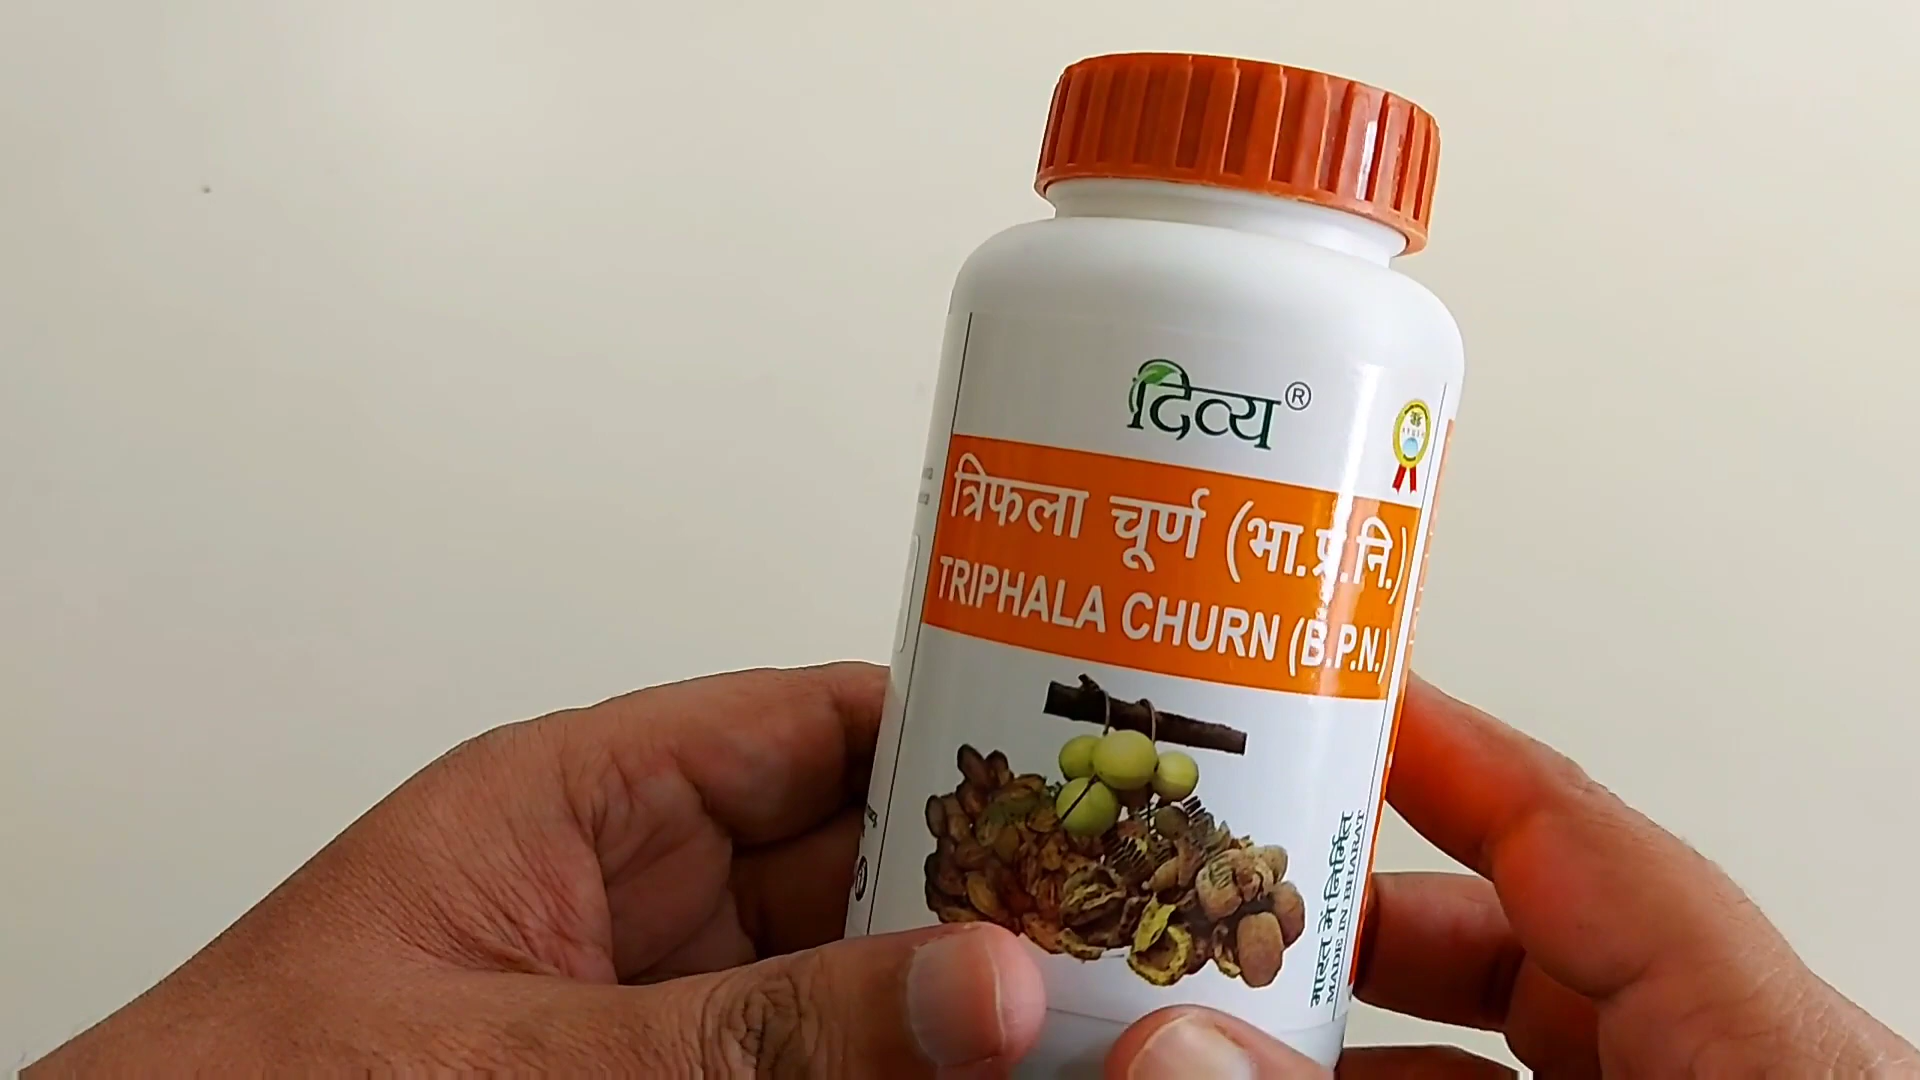 दिव्य®
त्रिफला चूर्ण (भा.प्र.नि.)
TRIPHALA CHURN (B.P.N.)
भारत में निर्मित
MADE IN BHARAT